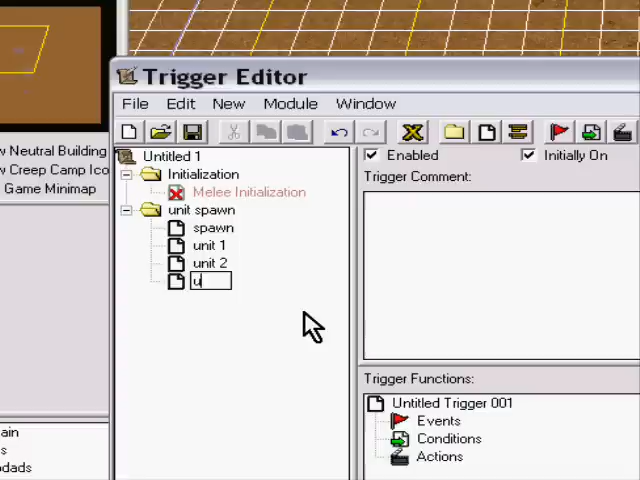 Trigger Editor
File Edit New Module Window
w Neutral Building
w Creep Camp Ico
Game Minimap
Untitled 1
Initialization
Melee Initialization
unit spawn
spawn
unit 1
unit 2
u
Enabled
Initially On
Trigger Comment:
Trigger Functions:
Untitled Trigger 001
Events
Conditions
Actions
ain
s
odads